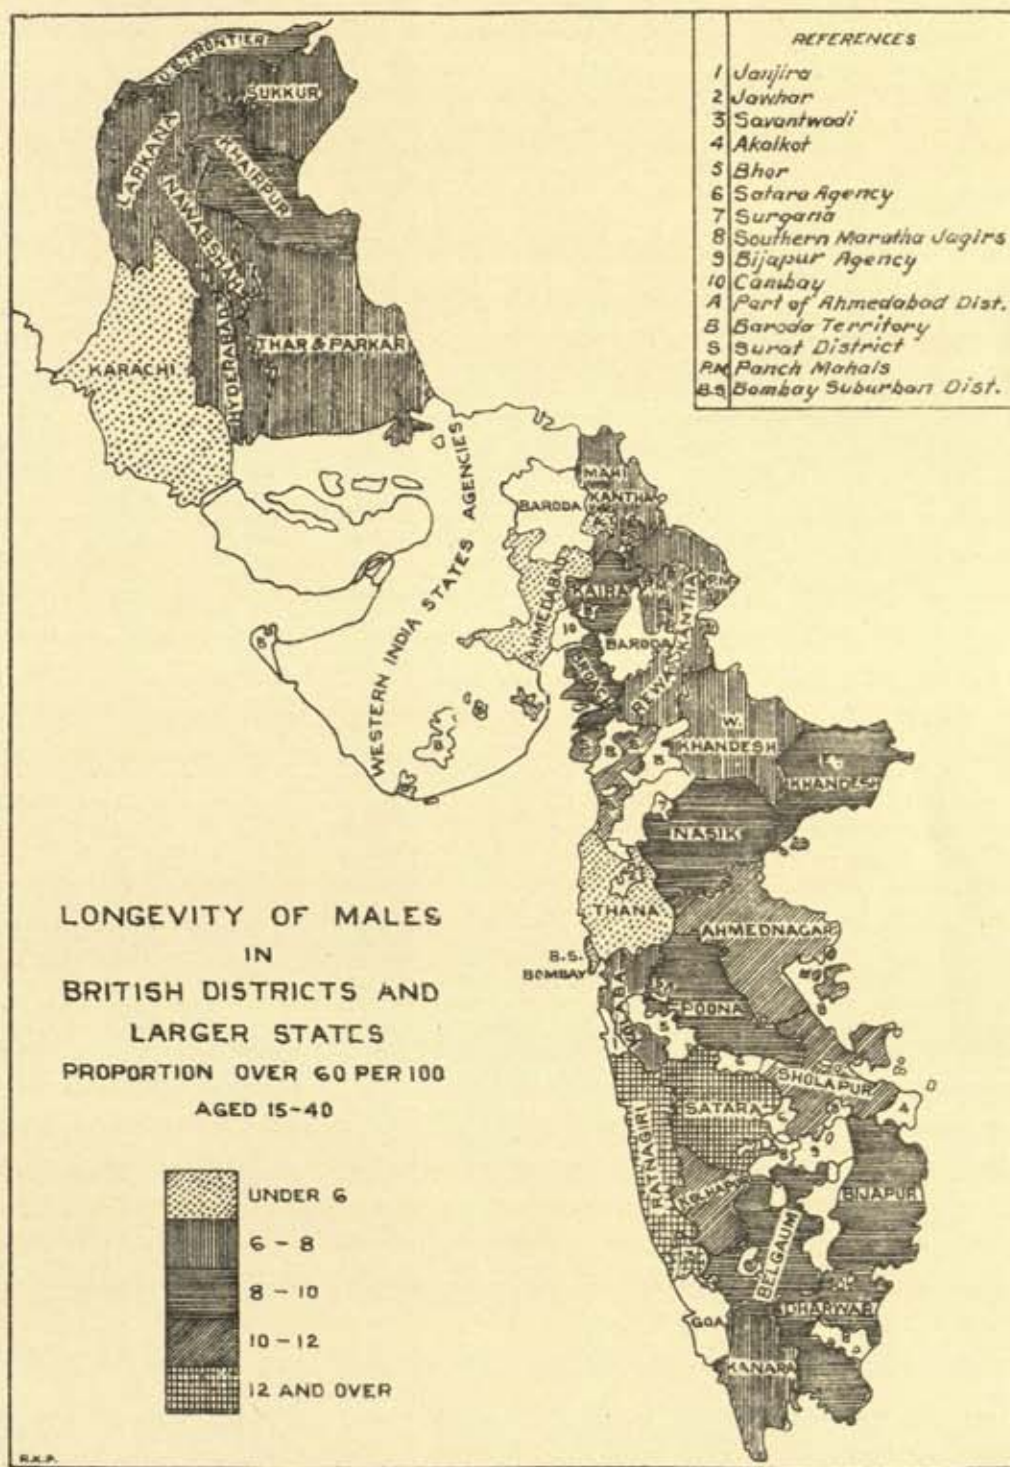 REFERENCES
1 Janjira
2 Jawhar
3 Savantwadi
4 Akalkot
5 Bhor
6 Satara Agency
7 Surgana
8 Southern Maratha Jagirs
9 Bijapur Agency
10 Cambay
A Part of Ahmedabad Dist.
B Baroda Territory
S Surat District
P.M. Panch Mahals
B.S. Bombay Suburban Dist.
U.S. FRONTIER
SUKKUR
LARKANA
KHAIRPUR
NAWABSHAH
HYDERABAD
THAR & PARKAR
KARACHI
WESTERN INDIA STATES AGENCIES
MAHI
KANTHA
BARODA
AHMEDABAD
KAIRA
P.M.
10
BARODA
BROACH
REWA KANTHA
W.
KHANDESH
E.
KHANDESH
NASIK
THANA
AHMEDNAGAR
B.S.
BOMBAY
POONA
SHOLAPUR
SATARA
RATNAGIRI
KOLHAPUR
BIJAPUR
BELGAUM
DHARWAR
GOA
KANARA
LONGEVITY OF MALES
IN
BRITISH DISTRICTS AND
LARGER STATES
PROPORTION OVER 60 PER 100
AGED 15-40
UNDER 6
6 - 8
8 - 10
10 - 12
12 AND OVER
R.K.P.